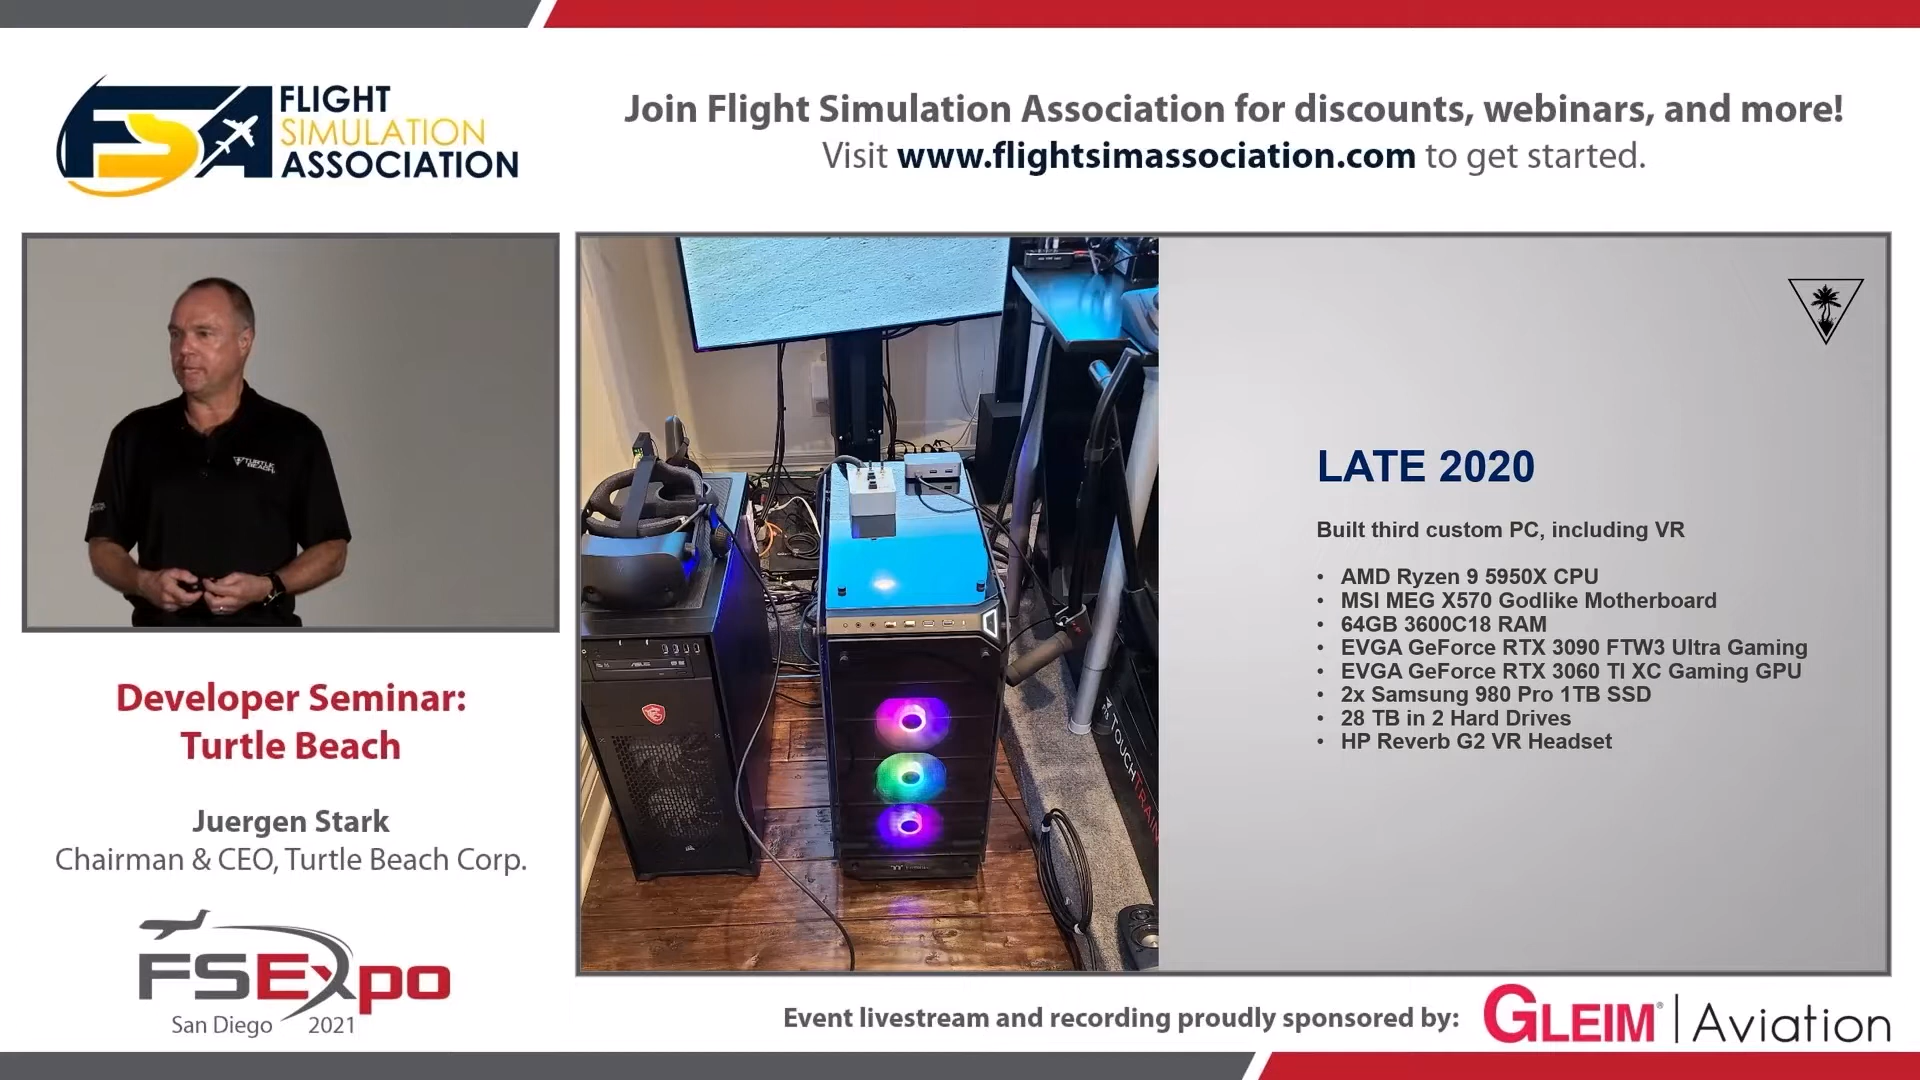 FSA
FLIGHT
SIMULATION
ASSOCIATION
Join Flight Simulation Association for discounts, webinars, and more!
Visit www.flightsimassociation.com to get started.
TURTLE
BEACH
Developer Seminar:
Turtle Beach
Juergen Stark
Chairman & CEO, Turtle Beach Corp.
FSExpo
San Diego 2021
ASUS
TOUCHTRAIN
LATE 2020
Built third custom PC, including VR
• AMD Ryzen 9 5950X CPU
• MSI MEG X570 Godlike Motherboard
• 64GB 3600C18 RAM
• EVGA GeForce RTX 3090 FTW3 Ultra Gaming
• EVGA GeForce RTX 3060 TI XC Gaming GPU
• 2x Samsung 980 Pro 1TB SSD
• 28 TB in 2 Hard Drives
• HP Reverb G2 VR Headset
Event livestream and recording proudly sponsored by:
GLEIM® | Aviation